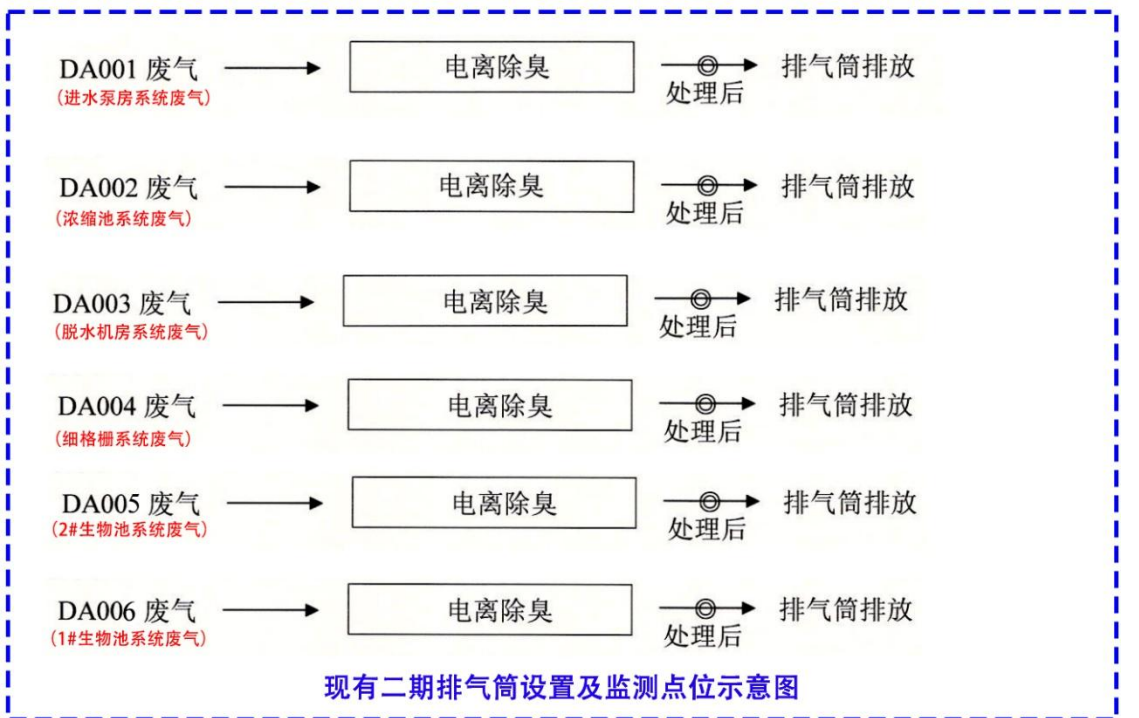 DA001 废气 电离除臭 排气筒排放
(进水泵房系统废气) 处理后
DA002 废气 电离除臭 排气筒排放
(浓缩池系统废气) 处理后
DA003 废气 电离除臭 排气筒排放
(脱水机房系统废气) 处理后
DA004 废气 电离除臭 排气筒排放
(细格栅系统废气) 处理后
DA005 废气 电离除臭 排气筒排放
(2#生物池系统废气) 处理后
DA006 废气 电离除臭 排气筒排放
(1#生物池系统废气) 处理后
现有二期排气筒设置及监测点位示意图